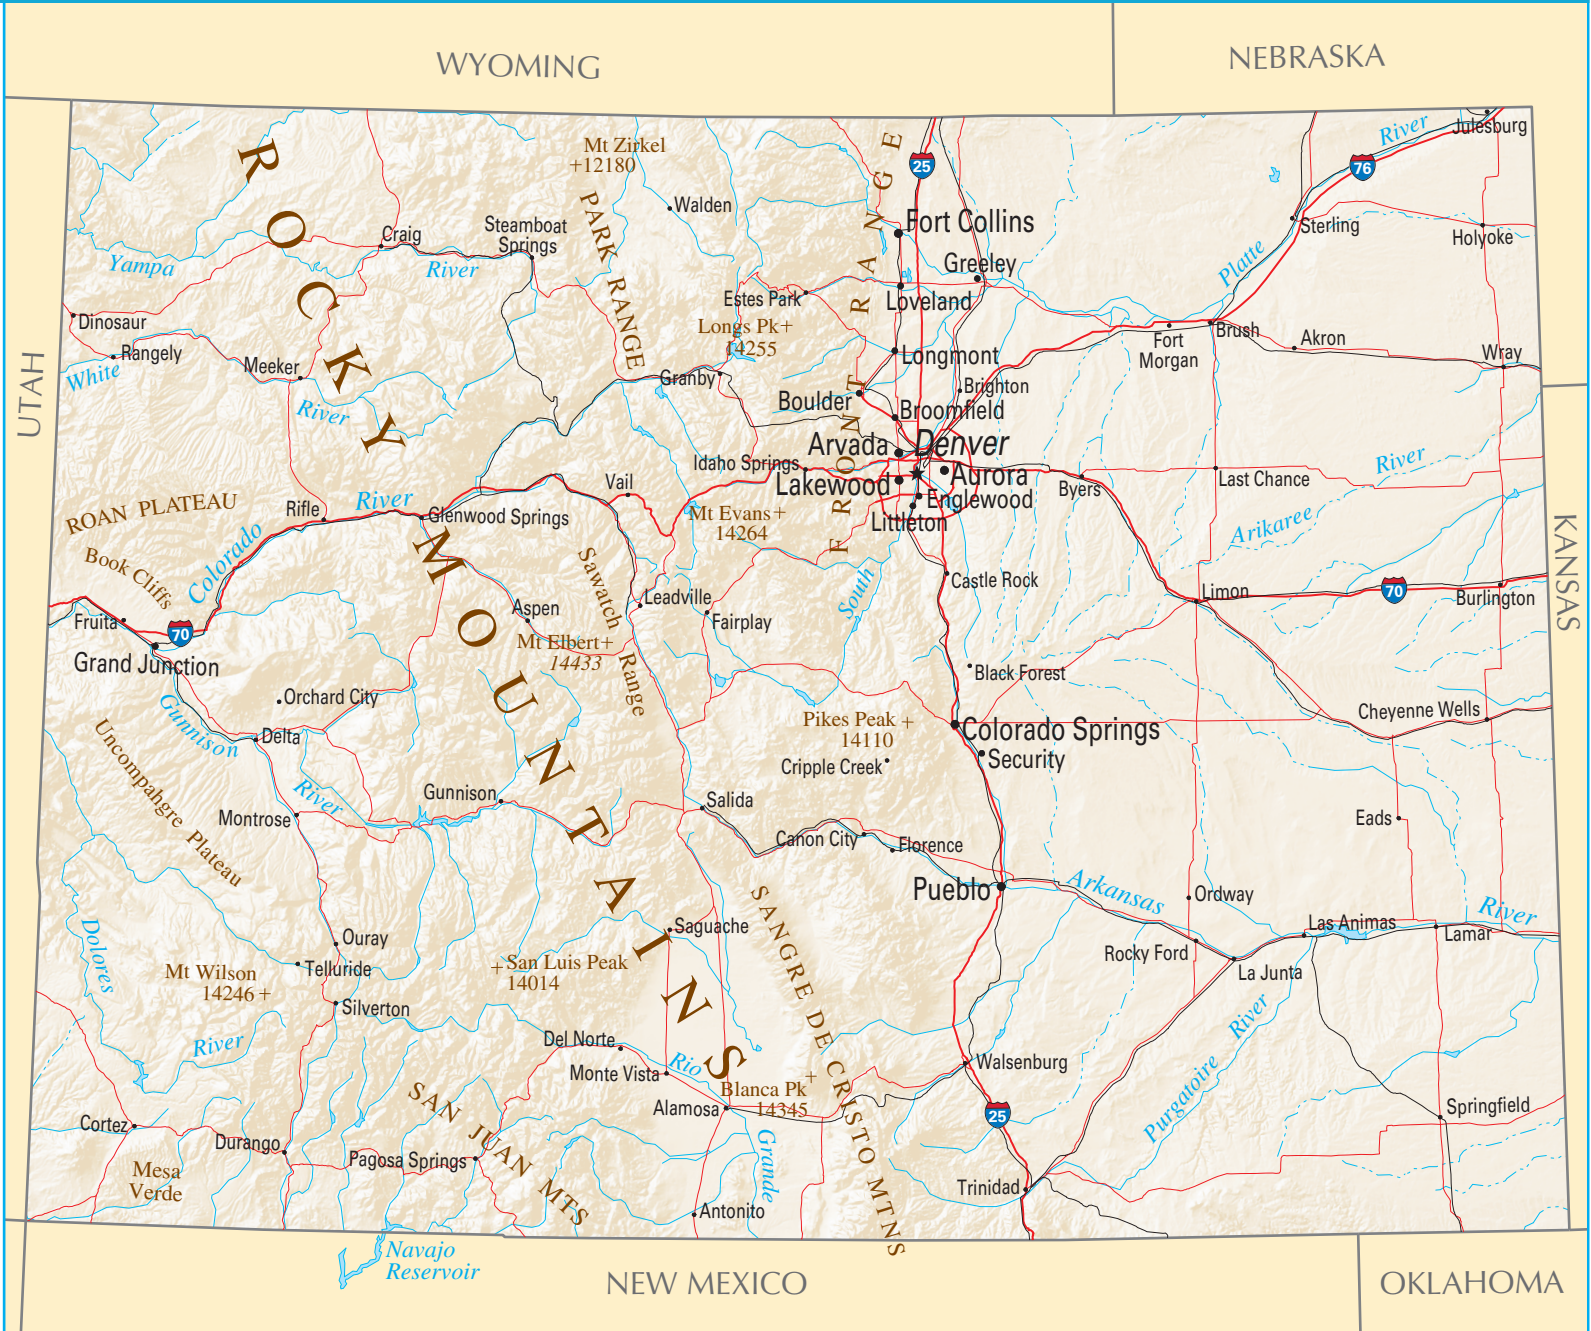 WYOMING
NEBRASKA
UTAH
KANSAS
NEW MEXICO
OKLAHOMA
ROCKY MOUNTAINS
Mt Zirkel
+12180
PARK RANGE
FRONT RANGE
25
76
River
Julesburg
Walden
Fort Collins
Sterling
Holyoke
Craig
Steamboat
Springs
Yampa
River
Greeley
Platte
Estes Park
Loveland
Dinosaur
Rangely
White
Meeker
River
Longs Pk+
14255
Granby
Longmont
Fort
Morgan
Brush
Akron
Wray
Brighton
Boulder
Broomfield
Arvada
Denver
Idaho Springs
Lakewood
Aurora
Englewood
Littleton
Byers
Last Chance
River
Arikaree
ROAN PLATEAU
Rifle
River
Colorado
Glenwood Springs
Vail
Mt Evans+
14264
Book Cliffs
Sawatch Range
South
Castle Rock
Limon
70
Burlington
Fruita
70
Grand Junction
Aspen
Leadville
Fairplay
Mt Elbert+
14433
Black Forest
Orchard City
Gunnison
Delta
River
Uncompahgre Plateau
Pikes Peak +
14110
Cripple Creek
Colorado Springs
Security
Cheyenne Wells
Montrose
Gunnison
Salida
Canon City
Florence
Eads
Pueblo
Arkansas
Ordway
River
Las Animas
Lamar
Rocky Ford
La Junta
Saguache
SANGRE DE CRISTO MTNS
Dolores
Ouray
Telluride
Mt Wilson
14246 +
+San Luis Peak
14014
Silverton
River
Del Norte
Monte Vista
Rio
Blanca Pk
+
14345
Alamosa
Grande
Walsenburg
25
River
Purgatoire
Springfield
SAN JUAN MTS
Cortez
Durango
Pagosa Springs
Mesa
Verde
Antonito
Trinidad
Navajo
Reservoir